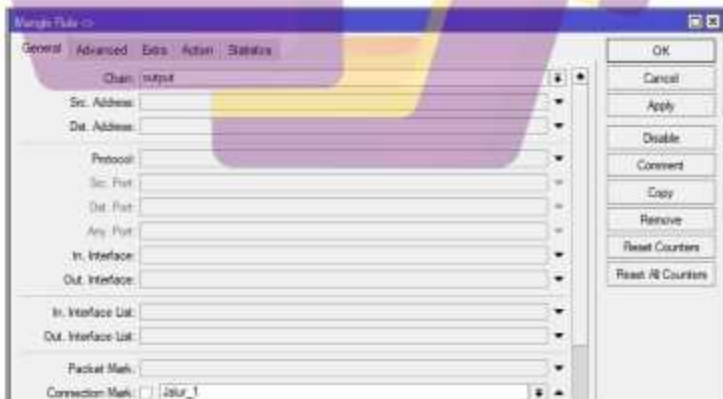 Mangle Rule <>
General Advanced Extra Action Statistics
Chain: output
Src. Address:
Dst. Address:
Protocol:
Src. Port:
Dst. Port:
Any. Port:
In. Interface:
Out. Interface:
In. Interface List:
Out. Interface List:
Packet Mark:
Connection Mark: Jalur_1
OK
Cancel
Apply
Disable
Comment
Copy
Remove
Reset Counters
Reset All Counters